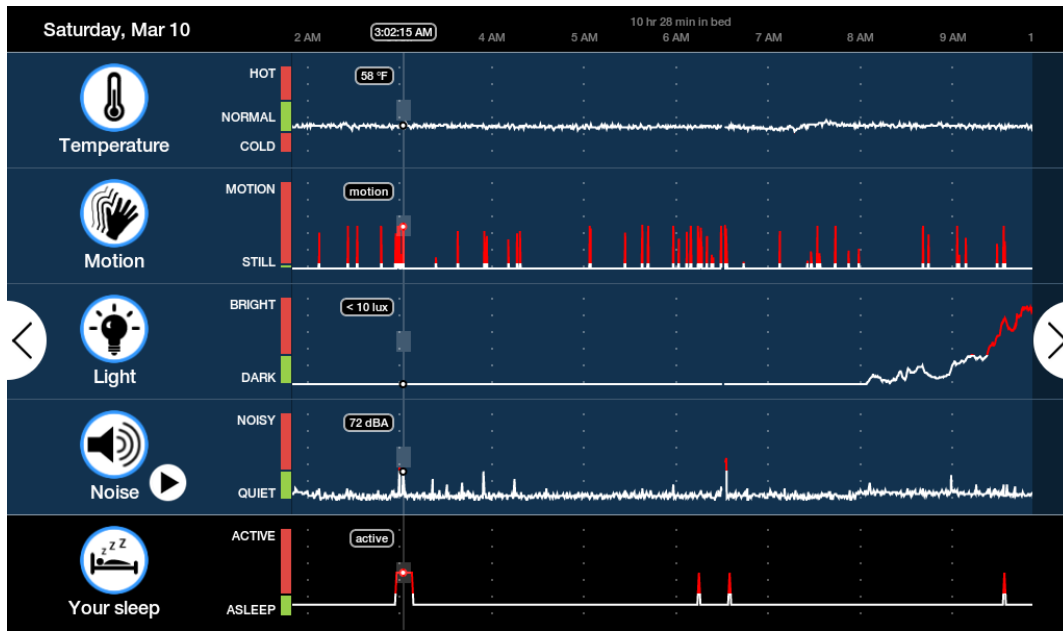 Saturday, Mar 10
10 hr 28 min in bed
2 AM 3:02:15 AM 4 AM 5 AM 6 AM 7 AM 8 AM 9 AM 1
HOT 58 °F
NORMAL
Temperature COLD
MOTION motion
Motion STILL
BRIGHT < 10 lux
Light DARK
NOISY 72 dBA
Noise QUIET
ACTIVE active
z z Z
Your sleep ASLEEP